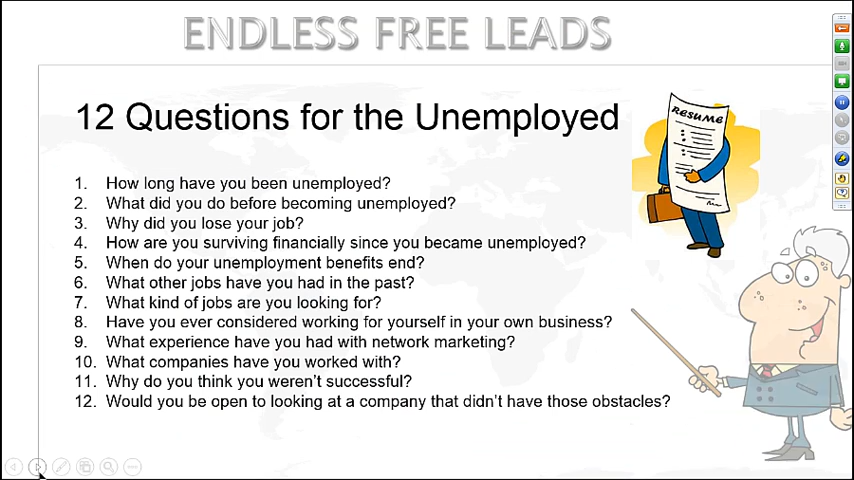 ENDLESS FREE LEADS
12 Questions for the Unemployed
RESUME
1. How long have you been unemployed?
2. What did you do before becoming unemployed?
3. Why did you lose your job?
4. How are you surviving financially since you became unemployed?
5. When do your unemployment benefits end?
6. What other jobs have you had in the past?
7. What kind of jobs are you looking for?
8. Have you ever considered working for yourself in your own business?
9. What experience have you had with network marketing?
10. What companies have you worked with?
11. Why do you think you weren't successful?
12. Would you be open to looking at a company that didn't have those obstacles?